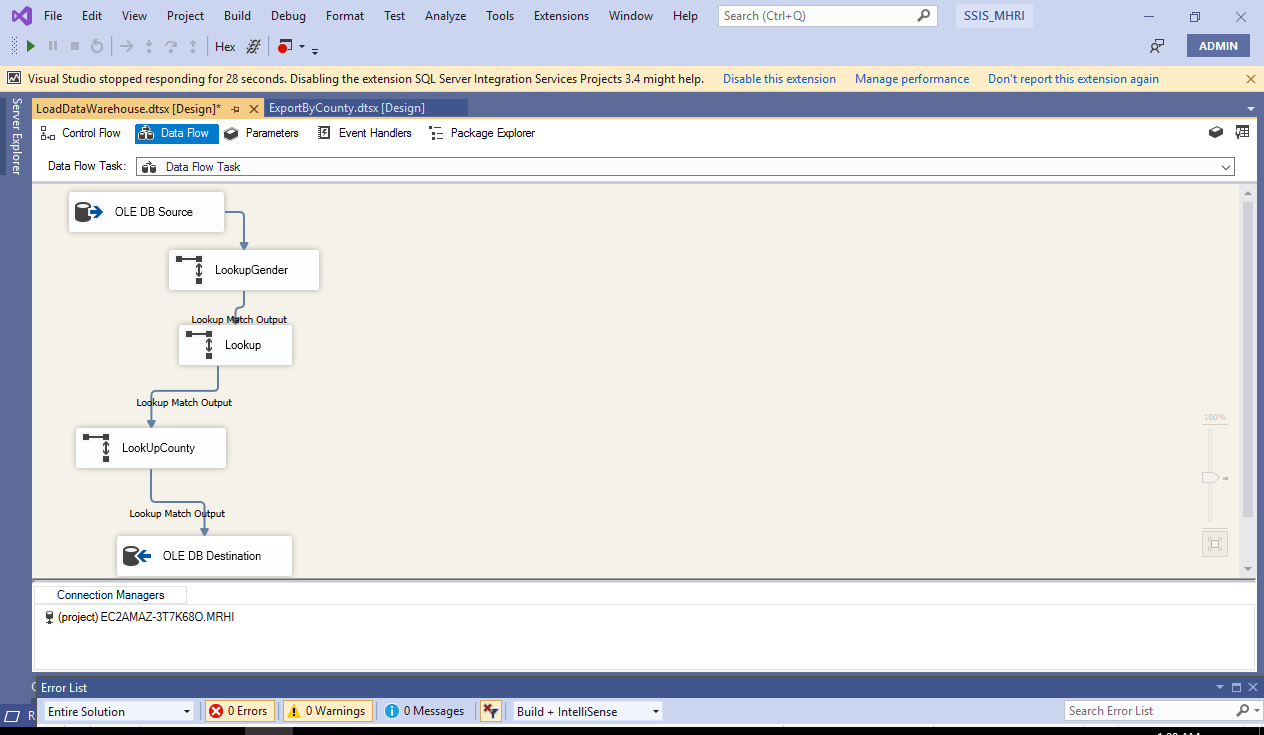 File Edit View Project Build Debug Format Test Analyze Tools Extensions Window Help Search (Ctrl+Q) SSIS_MHRI
Hex ADMIN
Visual Studio stopped responding for 28 seconds. Disabling the extension SQL Server Integration Services Projects 3.4 might help. Disable this extension Manage performance Don't report this extension again
Server Explorer
LoadDataWarehouse.dtsx [Design]* ExportByCounty.dtsx [Design]
Control Flow Data Flow Parameters Event Handlers Package Explorer
Data Flow Task: Data Flow Task
OLE DB Source
LookupGender
Lookup Match Output
Lookup
Lookup Match Output
100%
LookUpCounty
Lookup Match Output
OLE DB Destination
Connection Managers
(project) EC2AMAZ-3T7K68O.MRHI
Error List
Entire Solution 0 Errors 0 Warnings 0 Messages Build + IntelliSense Search Error List